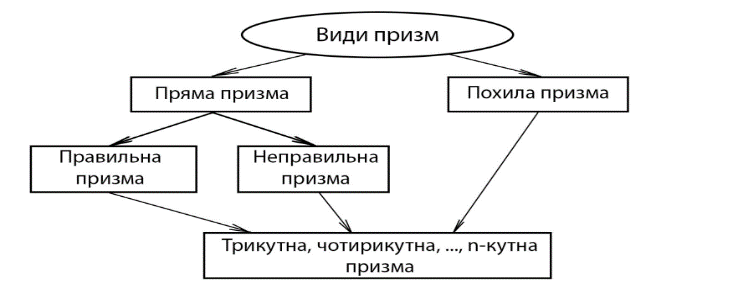 Види призм
Пряма призма
Похила призма
Правильна
призма
Неправильна
призма
Трикутна, чотирикутна, ..., n-кутна
призма